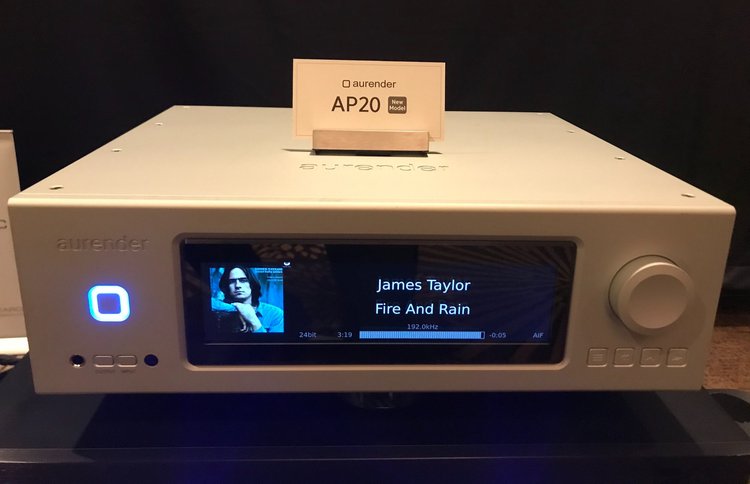 aurender
AP20 New Model
aurender
aurender
James Taylor
Fire And Rain
192.0kHz
24bit 3:19 -0:05 AIF